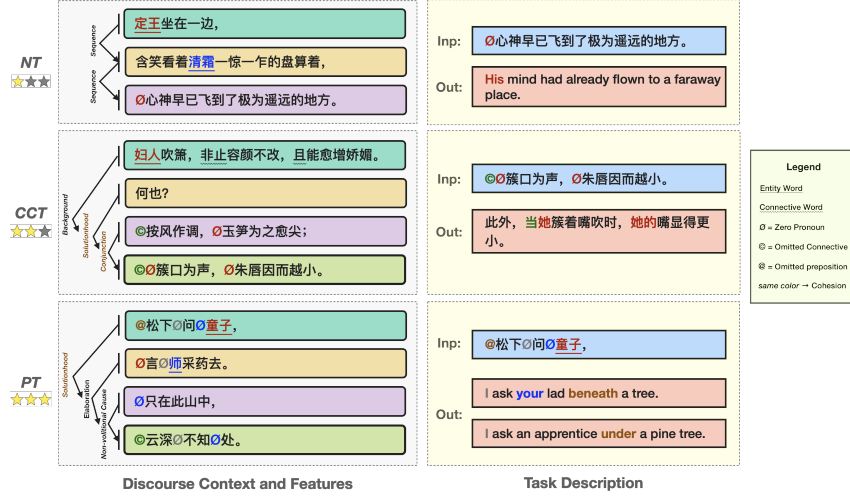 NT
Sequence
Sequence
定王坐在一边，
含笑看着清霜一惊一乍的盘算着，
Ø心神早已飞到了极为遥远的地方。
Inp:
Ø心神早已飞到了极为遥远的地方。
Out:
His mind had already flown to a faraway
place.
CCT
Background
Solutionhood
Conjunction
妇人吹箫，非止容颜不改，且能愈增娇媚。
何也？
©按风作调，Ø玉笋为之愈尖；
©Ø簇口为声，Ø朱唇因而越小。
Inp:
©Ø簇口为声，Ø朱唇因而越小。
Out:
此外，当她簇着嘴吹时，她的嘴显得更
小。
PT
Solutionhood
Elaboration
Non-volitional Cause
@松下Ø问Ø童子，
Ø言Ø师采药去。
Ø只在此山中，
©云深Ø不知Ø处。
Inp:
@松下Ø问Ø童子，
Out:
I ask your lad beneath a tree.
I ask an apprentice under a pine tree.
Legend
Entity Word
Connective Word
Ø = Zero Pronoun
© = Omitted Connective
@ = Omitted preposition
same color → Cohesion
Discourse Context and Features
Task Description